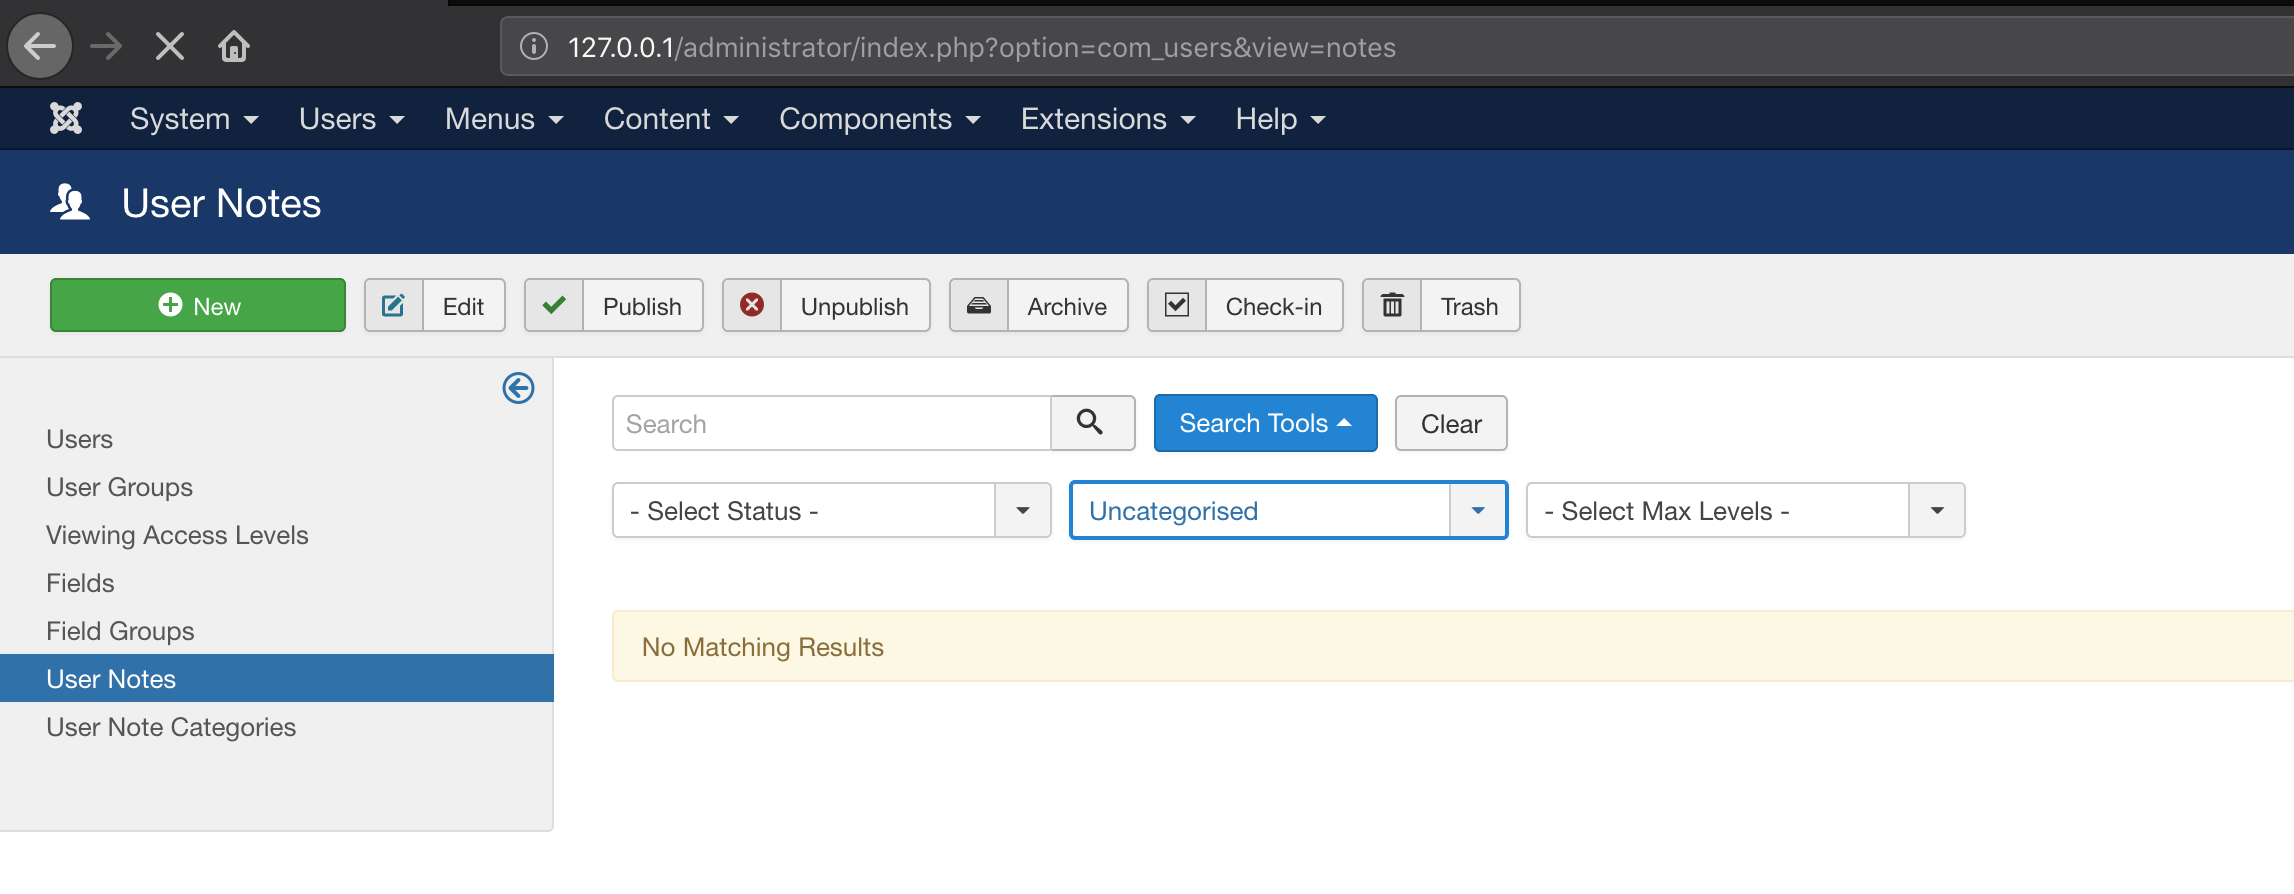 127.0.0.1/administrator/index.php?option=com_users&view=notes
System Users Menus Content Components Extensions Help
User Notes
New Edit Publish Unpublish Archive Check-in Trash
Search Search Tools Clear
- Select Status - Uncategorised - Select Max Levels -
No Matching Results
Users
User Groups
Viewing Access Levels
Fields
Field Groups
User Notes
User Note Categories